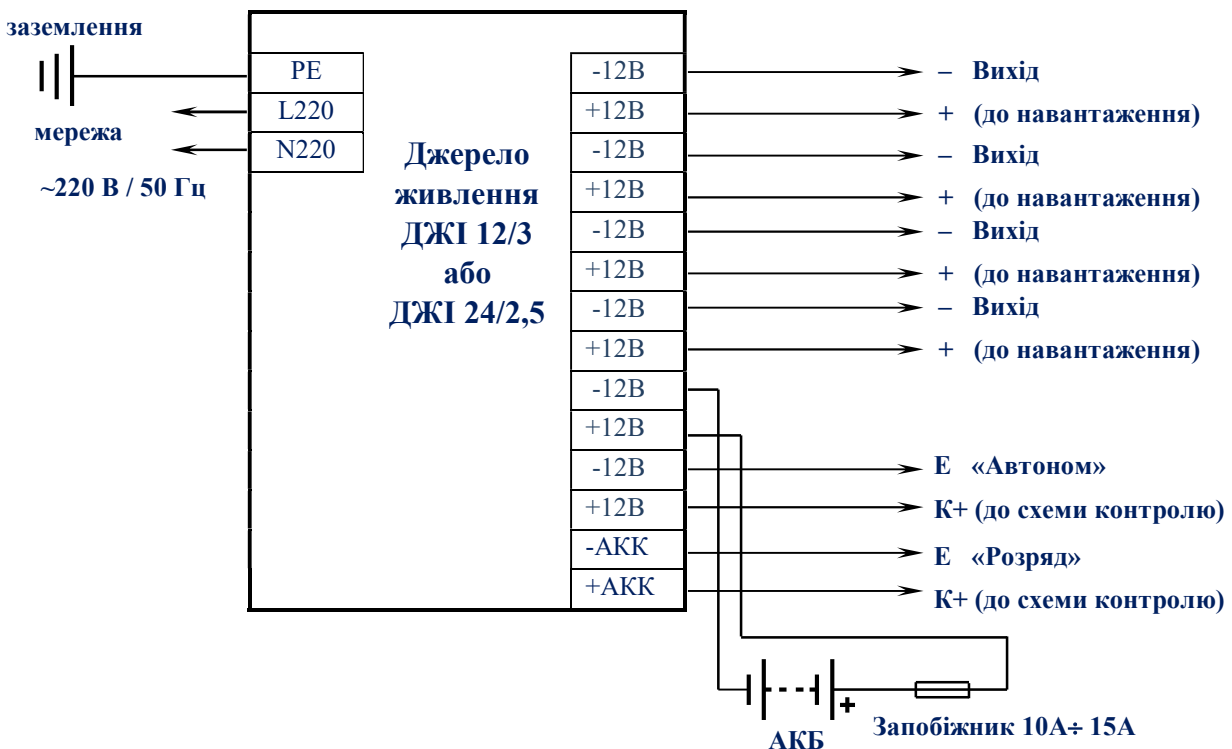 заземлення
PE
L220
мережа
N220
~220 В / 50 Гц
Джерело
живлення
ДЖІ 12/3
або
ДЖІ 24/2,5
-12В
+12В
-12В
+12В
-12В
+12В
-12В
+12В
-12В
+12В
-12В
+12В
-АКК
+АКК
– Вихід
+ (до навантаження)
– Вихід
+ (до навантаження)
– Вихід
+ (до навантаження)
– Вихід
+ (до навантаження)
Е «Автоном»
К+ (до схеми контролю)
Е «Розряд»
К+ (до схеми контролю)
+
АКБ
Запобіжник 10А÷ 15А